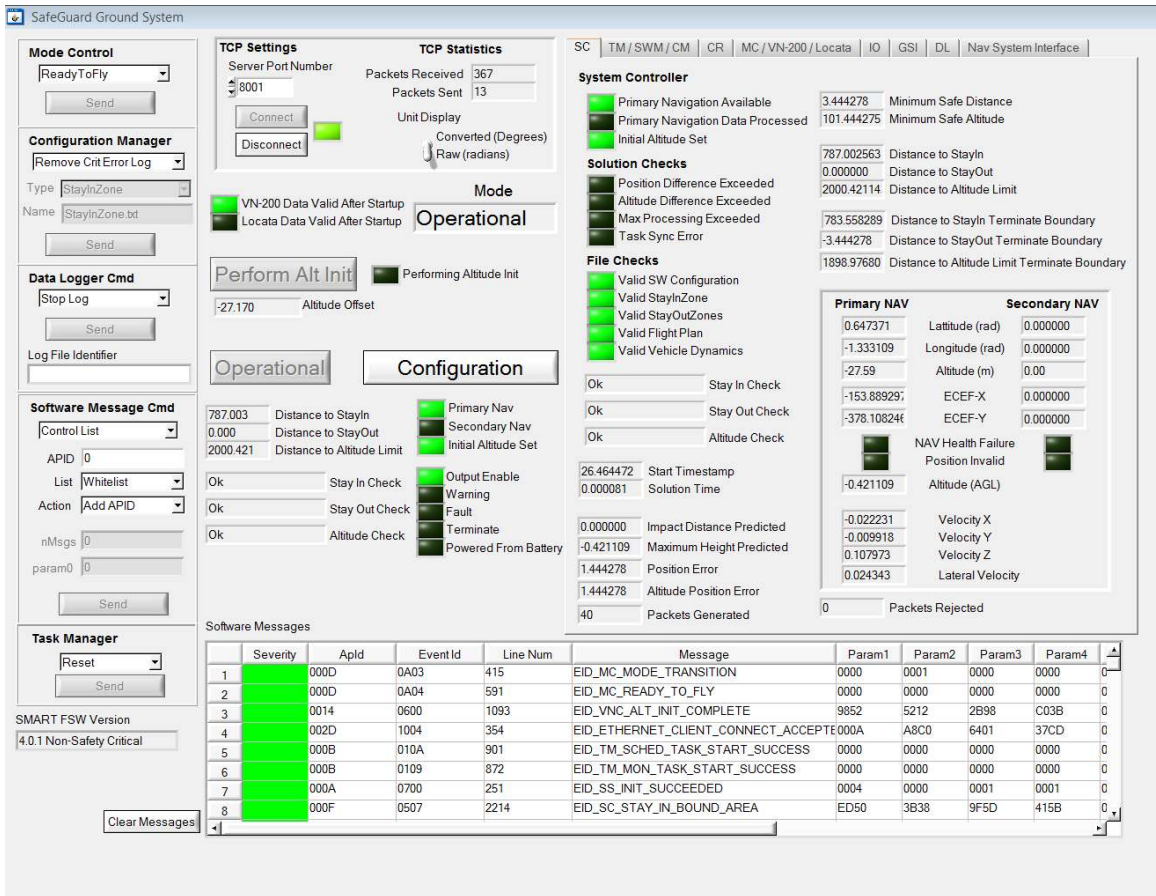 SafeGuard Ground System
Mode Control
ReadyToFly
Send
Configuration Manager
Remove Crit Error Log
Type StayInZone
Name StayInZone.txt
Send
Data Logger Cmd
Stop Log
Send
Log File Identifier
Software Message Cmd
Control List
APID 0
List Whitelist
Action Add APID
nMsgs 0
param0 0
Send
Task Manager
Reset
Send
SMART FSW Version
4.0.1 Non-Safety Critical
Clear Messages
TCP Settings
Server Port Number
8001
Connect
Disconnect
TCP Statistics
Packets Received 367
Packets Sent 13
Unit Display
Converted (Degrees)
Raw (radians)
VN-200 Data Valid After Startup
Locata Data Valid After Startup
Mode
Operational
Perform Alt Init
Performing Altitude Init
-27.170 Altitude Offset
Operational
Configuration
787.003 Distance to StayIn
0.000 Distance to StayOut
2000.421 Distance to Altitude Limit
Primary Nav
Secondary Nav
Initial Altitude Set
Ok Stay In Check
Ok Stay Out Check
Ok Altitude Check
Output Enable
Warning
Fault
Terminate
Powered From Battery
SC TM / SWM / CM CR MC / VN-200 / Locata IO GSI DL Nav System Interface
System Controller
Primary Navigation Available
Primary Navigation Data Processed
Initial Altitude Set
Solution Checks
Position Difference Exceeded
Altitude Difference Exceeded
Max Processing Exceeded
Task Sync Error
File Checks
Valid SW Configuration
Valid StayInZone
Valid StayOutZones
Valid Flight Plan
Valid Vehicle Dynamics
Ok Stay In Check
Ok Stay Out Check
Ok Altitude Check
26.464472 Start Timestamp
0.000081 Solution Time
0.000000 Impact Distance Predicted
-0.421109 Maximum Height Predicted
1.444278 Position Error
1.444278 Altitude Position Error
40 Packets Generated
3.444278 Minimum Safe Distance
101.444275 Minimum Safe Altitude
787.002563 Distance to StayIn
0.000000 Distance to StayOut
2000.42114 Distance to Altitude Limit
783.558289 Distance to StayIn Terminate Boundary
-3.444278 Distance to StayOut Terminate Boundary
1898.97680 Distance to Altitude Limit Terminate Boundary
Primary NAV Secondary NAV
0.647371 Lattitude (rad) 0.000000
-1.333109 Longitude (rad) 0.000000
-27.59 Altitude (m) 0.00
-153.88929 ECEF-X 0.000000
-378.10824 ECEF-Y 0.000000
NAV Health Failure
Position Invalid
-0.421109 Altitude (AGL)
-0.022231 Velocity X
-0.009918 Velocity Y
0.107973 Velocity Z
0.024343 Lateral Velocity
0 Packets Rejected
Software Messages
Severity ApId Event Id Line Num Message Param1 Param2 Param3 Param4
1 000D 0A03 415 EID_MC_MODE_TRANSITION 0000 0001 0000 0000 0
2 000D 0A04 591 EID_MC_READY_TO_FLY 0000 0000 0000 0000 0
3 0014 0600 1093 EID_VNC_ALT_INIT_COMPLETE 9852 5212 2B98 C03B 0
4 002D 1004 354 EID_ETHERNET_CLIENT_CONNECT_ACCEPTE 000A A8C0 6401 37CD 0
5 000B 010A 901 EID_TM_SCHED_TASK_START_SUCCESS 0000 0000 0000 0000 0
6 000B 0109 872 EID_TM_MON_TASK_START_SUCCESS 0000 0000 0000 0000 0
7 000A 0700 251 EID_SS_INIT_SUCCEEDED 0004 0000 0001 0001 0
8 000F 0507 2214 EID_SC_STAY_IN_BOUND_AREA ED50 3B38 9F5D 415B 0